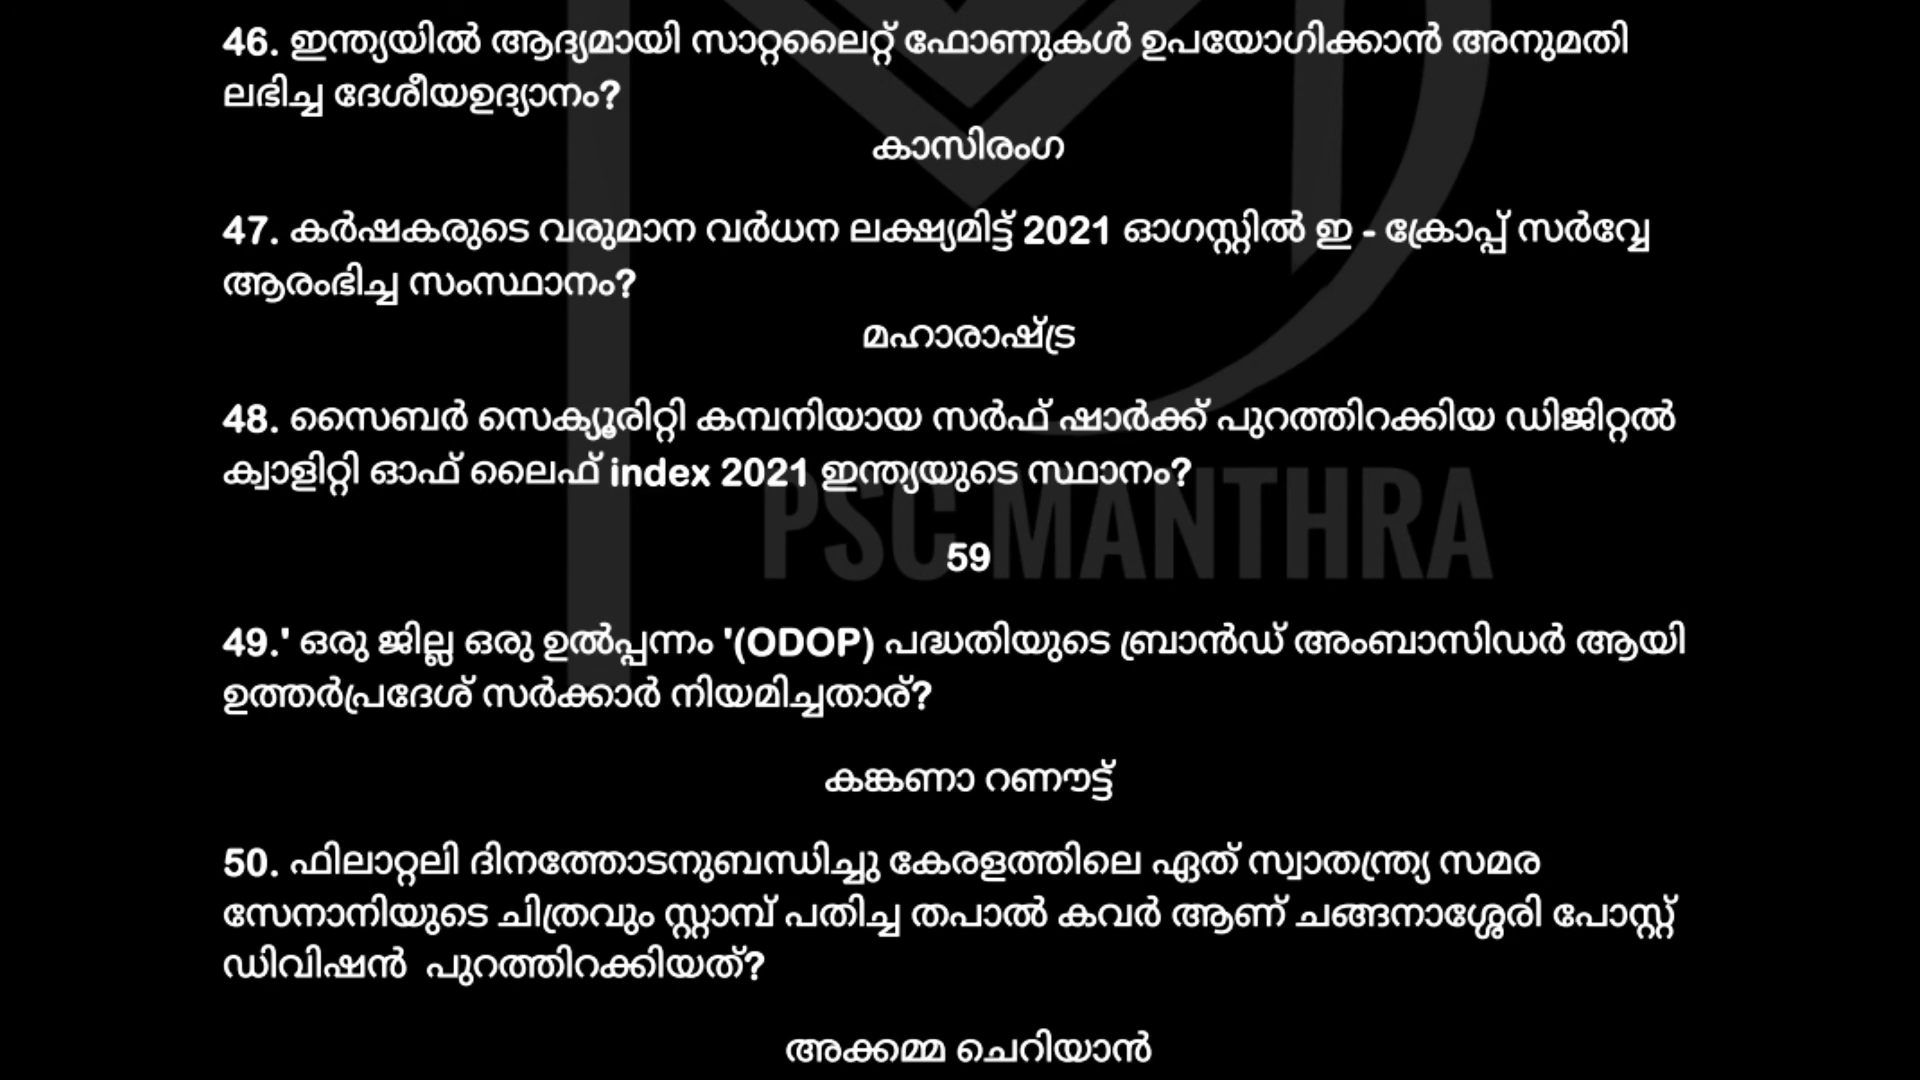 46. ഇന്ത്യയിൽ ആദ്യമായി സാറ്റലൈറ്റ് ഫോണുകൾ ഉപയോഗിക്കാൻ അനുമതി
ലഭിച്ച ദേശീയഉദ്യാനം?
കാസിരംഗ
47. കർഷകരുടെ വരുമാന വർധന ലക്ഷ്യമിട്ട് 2021 ഓഗസ്റ്റിൽ ഇ - ക്രോപ്പ് സർവ്വേ
ആരംഭിച്ച സംസ്ഥാനം?
മഹാരാഷ്ട്ര
48. സൈബർ സെക്യൂരിറ്റി കമ്പനിയായ സർഫ് ഷാർക്ക് പുറത്തിറക്കിയ ഡിജിറ്റൽ
ക്വാളിറ്റി ഓഫ് ലൈഫ് index 2021 ഇന്ത്യയുടെ സ്ഥാനം?
PSC MANTHRA
59
49.' ഒരു ജില്ല ഒരു ഉൽപ്പന്നം '(ODOP) പദ്ധതിയുടെ ബ്രാൻഡ് അംബാസിഡർ ആയി
ഉത്തർപ്രദേശ് സർക്കാർ നിയമിച്ചതാര്?
കങ്കണാ റണൗട്ട്
50. ഫിലാറ്റലി ദിനത്തോടനുബന്ധിച്ചു കേരളത്തിലെ ഏത് സ്വാതന്ത്ര്യ സമര
സേനാനിയുടെ ചിത്രവും സ്റ്റാമ്പ് പതിച്ച തപാൽ കവർ ആണ് ചങ്ങനാശ്ശേരി പോസ്റ്റ്
ഡിവിഷൻ പുറത്തിറക്കിയത്?
അക്കമ്മ ചെറിയാൻ